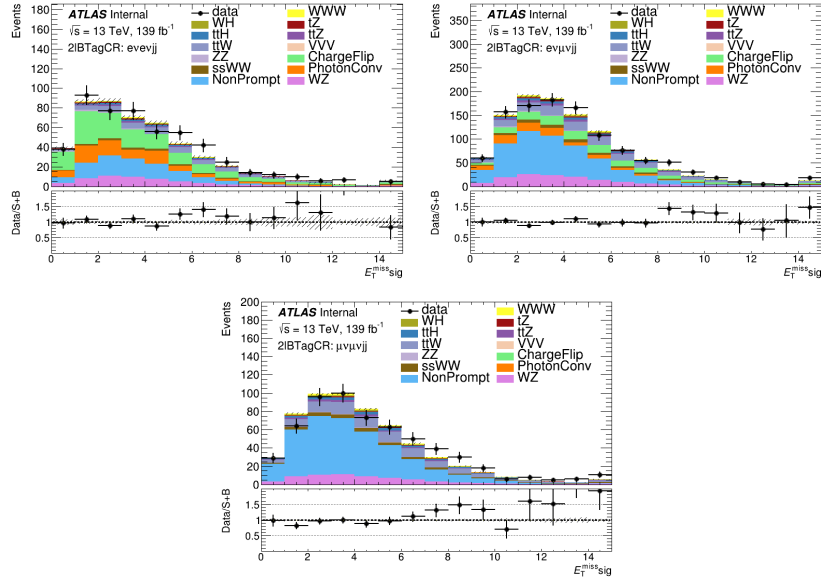 Events
180
160
140
120
100
80
60
40
20
0
ATLAS Internal
√s = 13 TeV, 139 fb-1
2lBTagCR: eνeνjj
data
WH
ttH
ttW
ZZ
ssWW
NonPrompt
WWW
tZ
ttZ
VVV
ChargeFlip
PhotonConv
WZ
Data/S+B
1.5
1
0.5
0 2 4 6 8 10 12 14
E_T^miss sig
Events
350
300
250
200
150
100
50
0
ATLAS Internal
√s = 13 TeV, 139 fb-1
2lBTagCR: eνμνjj
data
WH
ttH
ttW
ZZ
ssWW
NonPrompt
WWW
tZ
ttZ
VVV
ChargeFlip
PhotonConv
WZ
Data/S+B
1.5
1
0.5
0 2 4 6 8 10 12 14
E_T^miss sig
Events
200
180
160
140
120
100
80
60
40
20
0
ATLAS Internal
√s = 13 TeV, 139 fb-1
2lBTagCR: μνμνjj
data
WH
ttH
ttW
ZZ
ssWW
NonPrompt
WWW
tZ
ttZ
VVV
ChargeFlip
PhotonConv
WZ
Data/S+B
1.5
1
0.5
0 2 4 6 8 10 12 14
E_T^miss sig